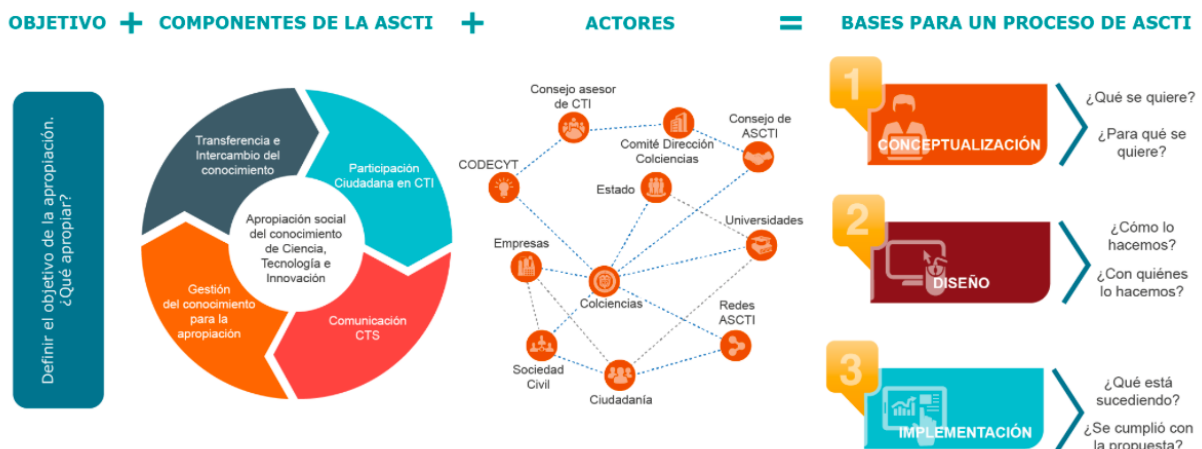 OBJETIVO + COMPONENTES DE LA ASCTI + ACTORES = BASES PARA UN PROCESO DE ASCTI
Definir el objetivo de la apropiación.
¿Qué apropiar?
Transferencia e
Intercambio del
conocimiento
Participación
Ciudadana en CTI
Apropiación social
del conocimiento
de Ciencia,
Tecnología e
Innovación
Gestión
del conocimiento
para la
apropiación
Comunicación
CTS
Consejo asesor
de CTI
Comité Dirección
Colciencias
Consejo de
ASCTI
CODECYT
Estado
Universidades
Empresas
Colciencias
Redes
ASCTI
Sociedad
Civil
Ciudadanía
1
CONCEPTUALIZACIÓN
¿Qué se quiere?
¿Para qué se
quiere?
2
DISEÑO
¿Cómo lo
hacemos?
¿Con quiénes
lo hacemos?
3
IMPLEMENTACIÓN
¿Qué está
sucediendo?
¿Se cumplió con
la propuesta?